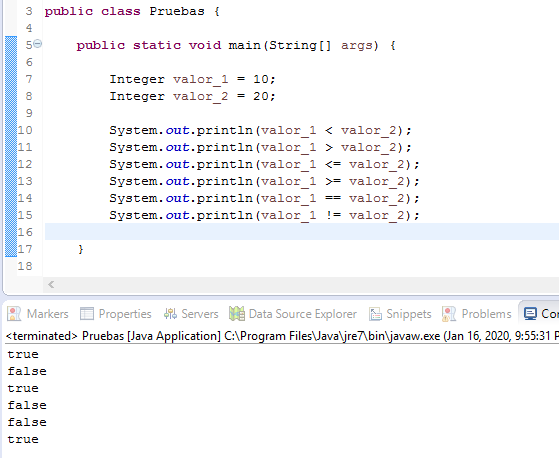 3 public class Pruebas {
4
5 public static void main(String[] args) {
6
7 Integer valor_1 = 10;
8 Integer valor_2 = 20;
9
10 System.out.println(valor_1 < valor_2);
11 System.out.println(valor_1 > valor_2);
12 System.out.println(valor_1 <= valor_2);
13 System.out.println(valor_1 >= valor_2);
14 System.out.println(valor_1 == valor_2);
15 System.out.println(valor_1 != valor_2);
16
17 }
18
Markers Properties Servers Data Source Explorer Snippets Problems Con
<terminated> Pruebas [Java Application] C:\Program Files\Java\jre7\bin\javaw.exe (Jan 16, 2020, 9:55:31 P
true
false
true
false
false
true